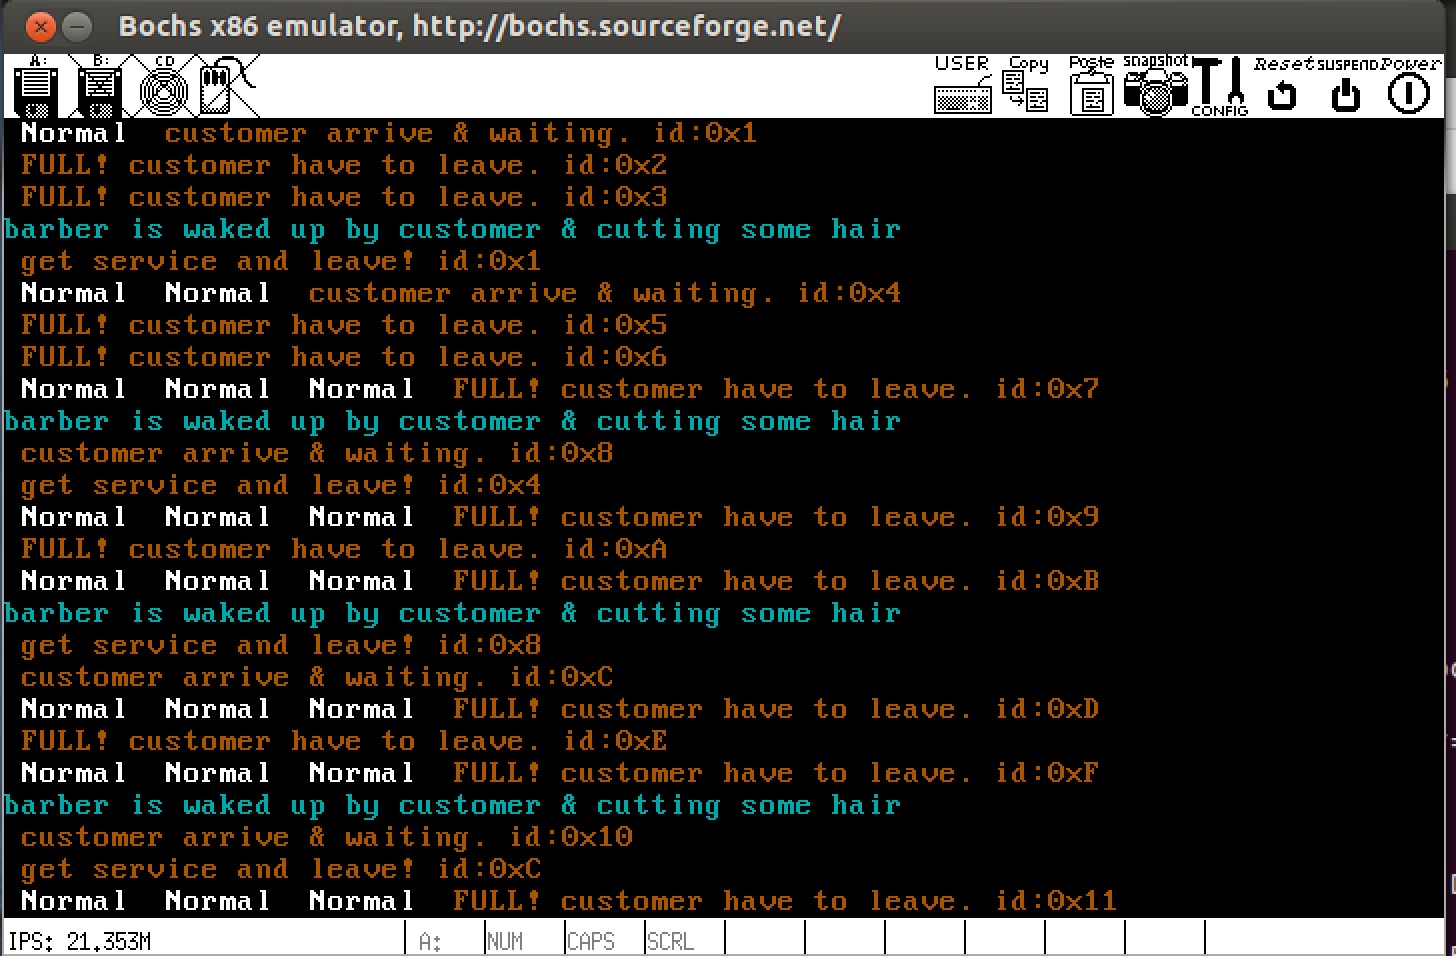 Bochs x86 emulator, http://bochs.sourceforge.net/
A: B: CD USER Copy Paste snapshot CONFIG Reset SUSPEND Power
Normal customer arrive & waiting. id:0x1
FULL! customer have to leave. id:0x2
FULL! customer have to leave. id:0x3
barber is waked up by customer & cutting some hair
get service and leave! id:0x1
Normal Normal customer arrive & waiting. id:0x4
FULL! customer have to leave. id:0x5
FULL! customer have to leave. id:0x6
Normal Normal Normal FULL! customer have to leave. id:0x7
barber is waked up by customer & cutting some hair
customer arrive & waiting. id:0x8
get service and leave! id:0x4
Normal Normal Normal FULL! customer have to leave. id:0x9
FULL! customer have to leave. id:0xA
Normal Normal Normal FULL! customer have to leave. id:0xB
barber is waked up by customer & cutting some hair
get service and leave! id:0x8
customer arrive & waiting. id:0xC
Normal Normal Normal FULL! customer have to leave. id:0xD
FULL! customer have to leave. id:0xE
Normal Normal Normal FULL! customer have to leave. id:0xF
barber is waked up by customer & cutting some hair
customer arrive & waiting. id:0x10
get service and leave! id:0xC
Normal Normal Normal FULL! customer have to leave. id:0x11
IPS: 21.353M A: NUM CAPS SCRL